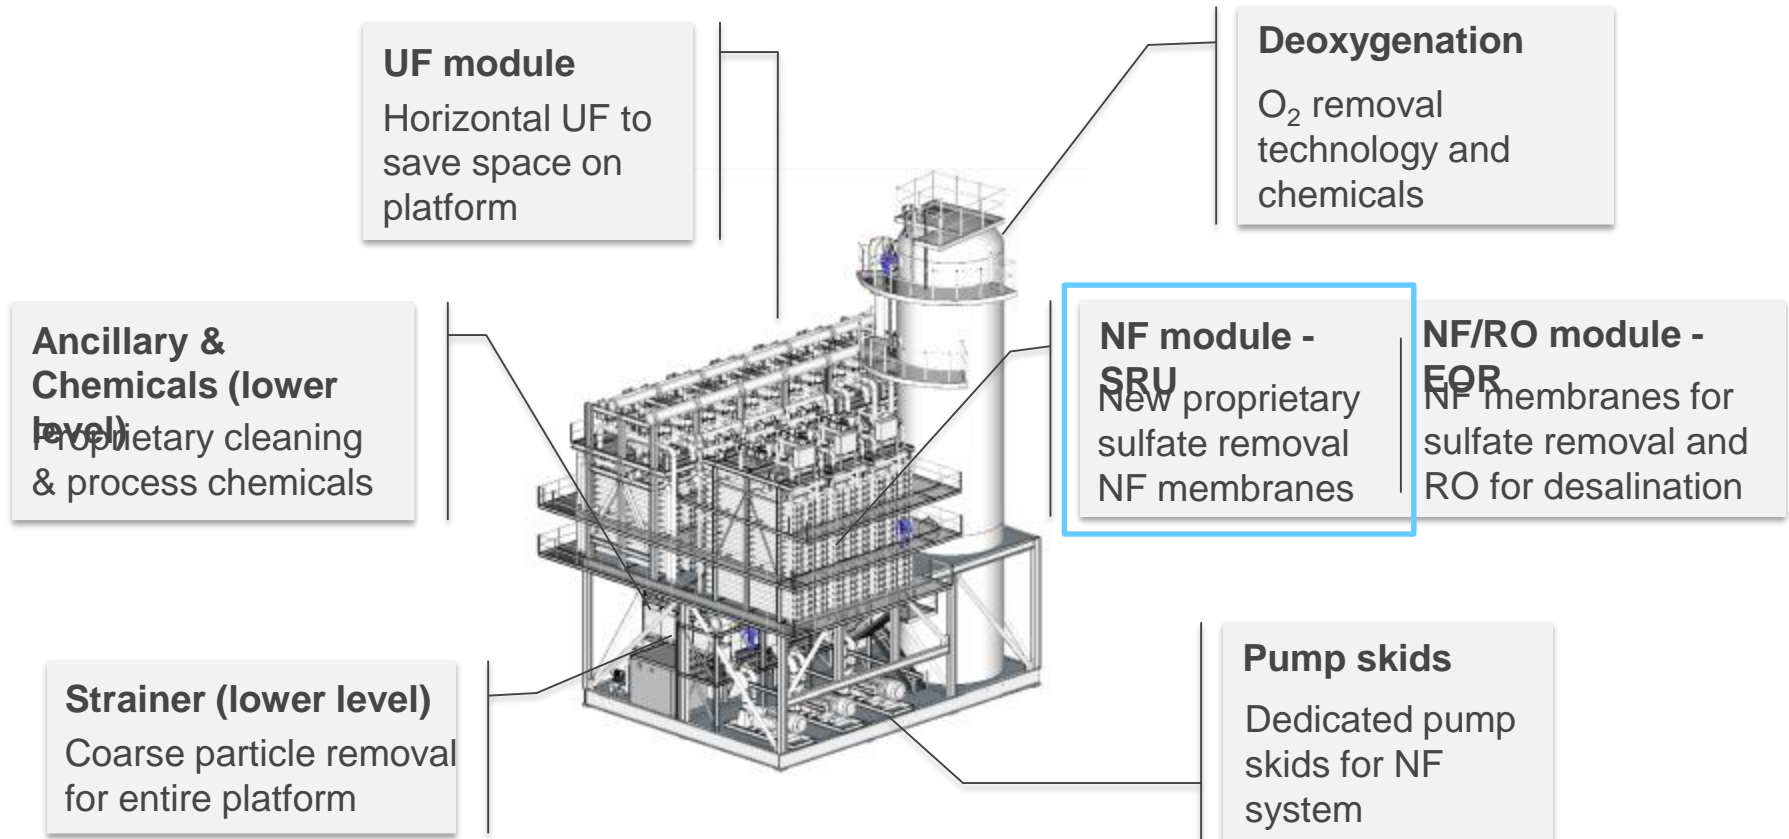 UF module
Horizontal UF to
save space on
platform
Deoxygenation
O₂ removal
technology and
chemicals
Ancillary &
Chemicals (lower
level)
Proprietary cleaning
& process chemicals
NF module -
SRU
New proprietary
sulfate removal
NF membranes
NF/RO module -
EOR
NF membranes for
sulfate removal and
RO for desalination
Strainer (lower level)
Coarse particle removal
for entire platform
Pump skids
Dedicated pump
skids for NF
system